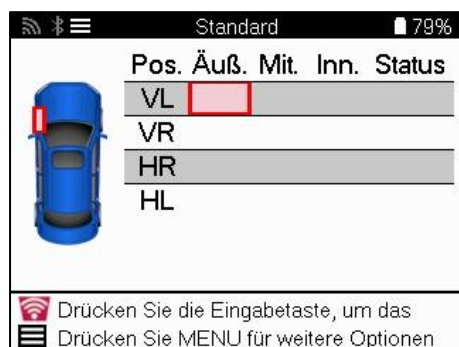 Standard 79%
Pos. Äuß. Mit. Inn. Status
VL
VR
HR
HL
Drücken Sie die Eingabetaste, um das
Drücken Sie MENU für weitere Optionen